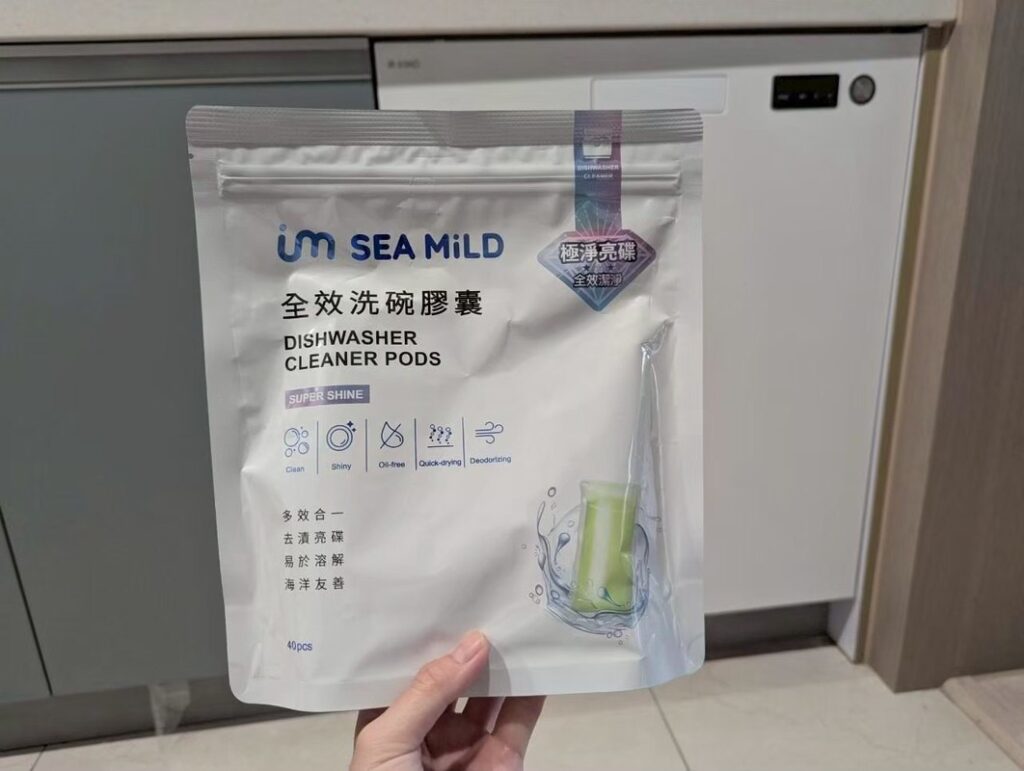 DISHWASHER
CLEANER
im SEA MiLD
極淨亮碟
全效潔淨
全效洗碗膠囊
DISHWASHER
CLEANER PODS
SUPER SHINE
Clean
Shiny
Oil-free
Quick-drying
Deodorizing
多效合一
去漬亮碟
易於溶解
海洋友善
40pcs